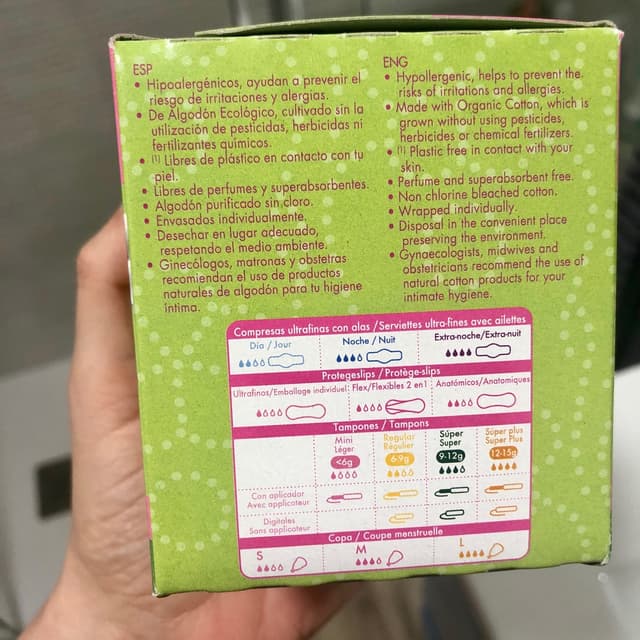 ESP
• Hipoalergénicos, ayudan a prevenir el
riesgo de irritaciones y alergias.
• De Algodón Ecológico, cultivado sin la
utilización de pesticidas, herbicidas ni
fertilizantes químicos.
• (1) Libres de plástico en contacto con tu
piel.
• Libres de perfumes y superabsorbentes.
• Algodón purificado sin cloro.
• Envasados individualmente.
• Desechar en lugar adecuado,
respetando el medio ambiente.
• Ginecólogos, matronas y obstetras
recomiendan el uso de productos
naturales de algodón para tu higiene
íntima.
ENG
• Hypollergenic, helps to prevent the
risks of irritations and allergies.
• Made with Organic Cotton, which is
grown without using pesticides,
herbicides or chemical fertilizers.
• (1) Plastic free in contact with your
skin.
• Perfume and superabsorbent free.
• Non chlorine bleached cotton.
• Wrapped individually.
• Disposal in the convenient place
preserving the environment.
• Gynaecologists, midwives and
obstetricians recommend the use of
natural cotton products for your
intimate hygiene.
Compresas ultrafinas con alas / Serviettes ultra-fines avec ailettes
Día / Jour
Noche / Nuit
Extra-noche/Extra-nuit
Protegeslips / Protège-slips
Ultrafinos/Emballage individuel
Flex/Flexibles 2 en 1
Anatómicos/Anatomiques
Tampones / Tampons
Mini
Léger
<6g
Regular
Régulier
6-9g
Súper
Super
9-12g
Súper plus
Super Plus
12-15g
Con aplicador
Avec applicateur
Digitales
Sans applicateur
Copa / Coupe menstruelle
S
M
L